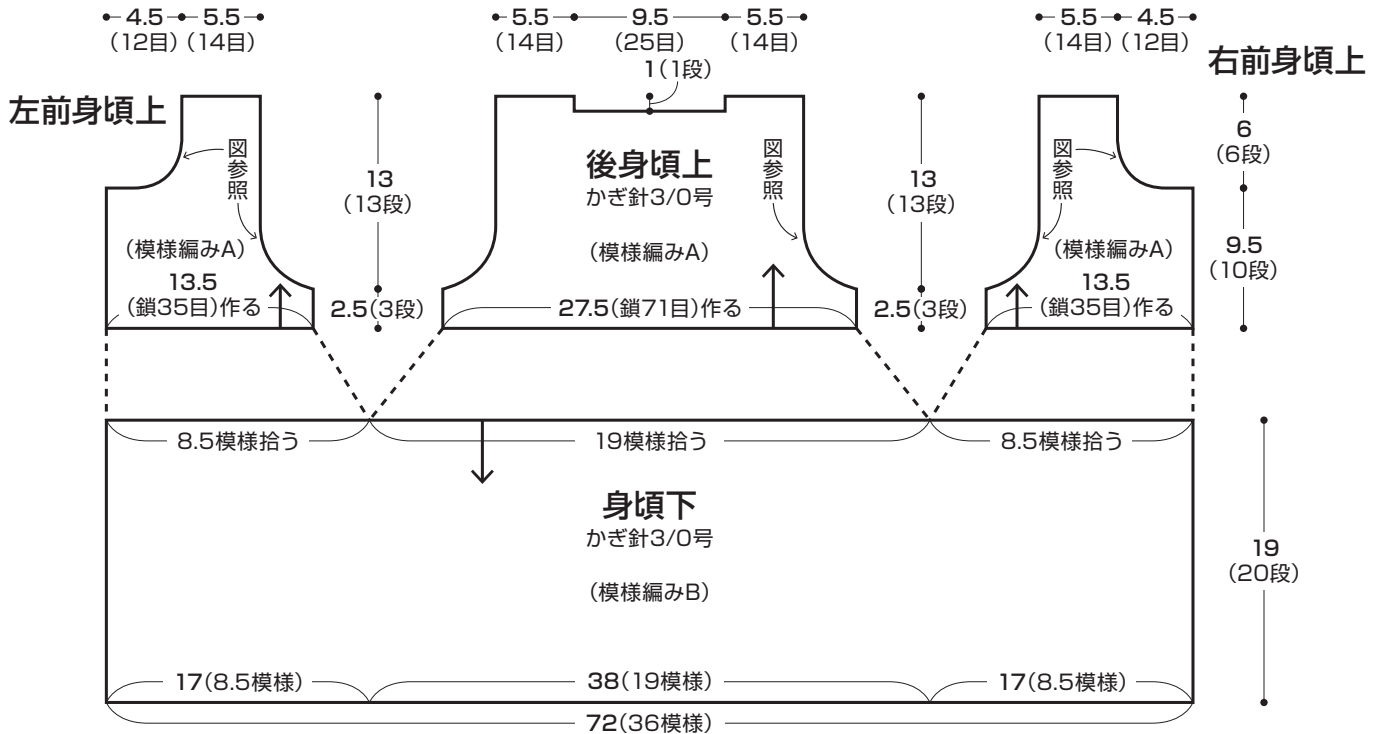 4.5 5.5 5.5 9.5 5.5 5.5 4.5
(12目)(14目) (14目) (25目) (14目) (14目)(12目)
1(1段)
右前身頃上
左前身頃上
図参照
13
(13段)
後身頃上
かぎ針3/0号
(模様編みA)
図参照
13
(13段)
図参照
6
(6段)
(模様編みA)
13.5
(鎖35目)作る
2.5(3段)
27.5(鎖71目)作る
2.5(3段)
(模様編みA)
13.5
(鎖35目)作る
9.5
(10段)
8.5模様拾う 19模様拾う 8.5模様拾う
身頃下
かぎ針3/0号
(模様編みB)
19
(20段)
17(8.5模様) 38(19模様) 17(8.5模様)
72(36模様)